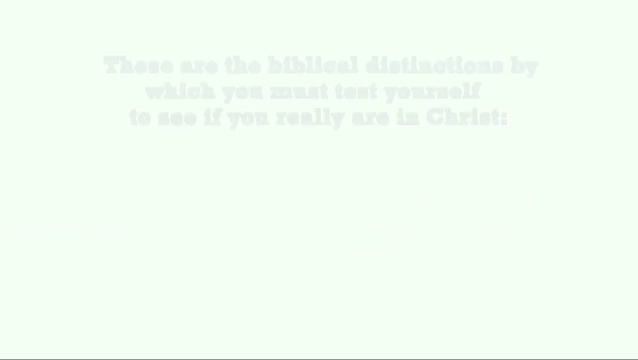 These are the biblical distinctions by
which you must test yourself
to see if you really are in Christ: